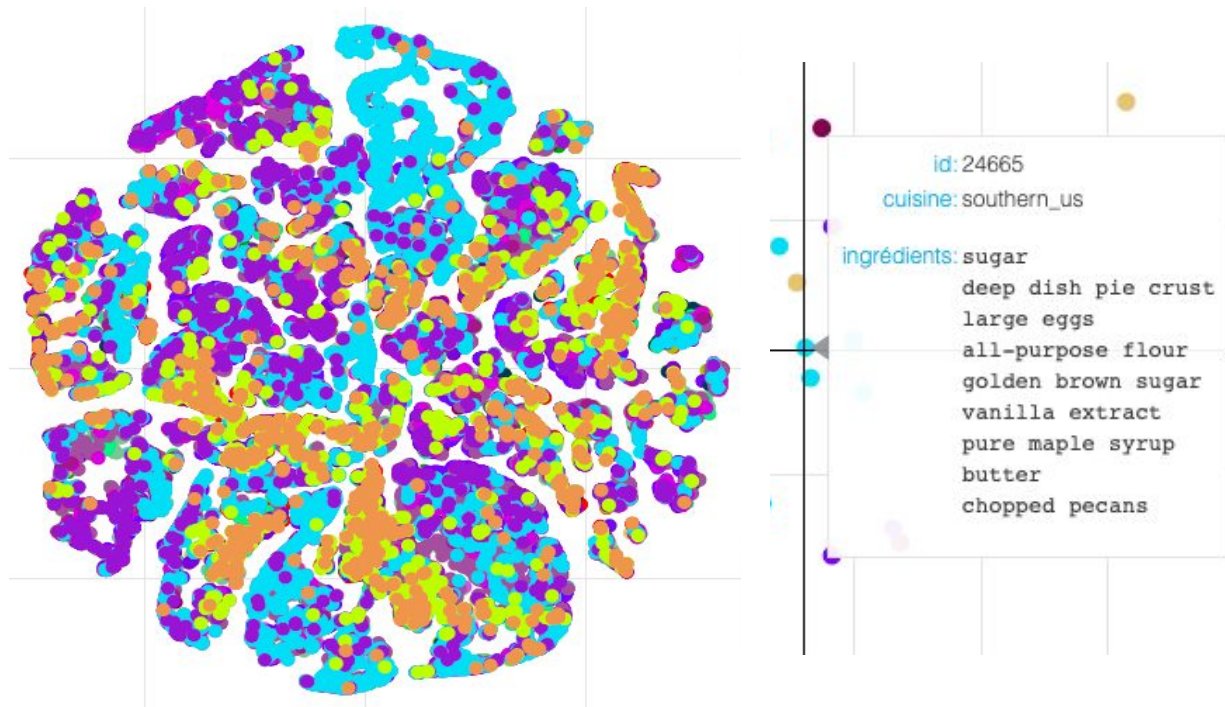 id: 24665
cuisine: southern_us
ingrédients: sugar
deep dish pie crust
large eggs
all-purpose flour
golden brown sugar
vanilla extract
pure maple syrup
butter
chopped pecans